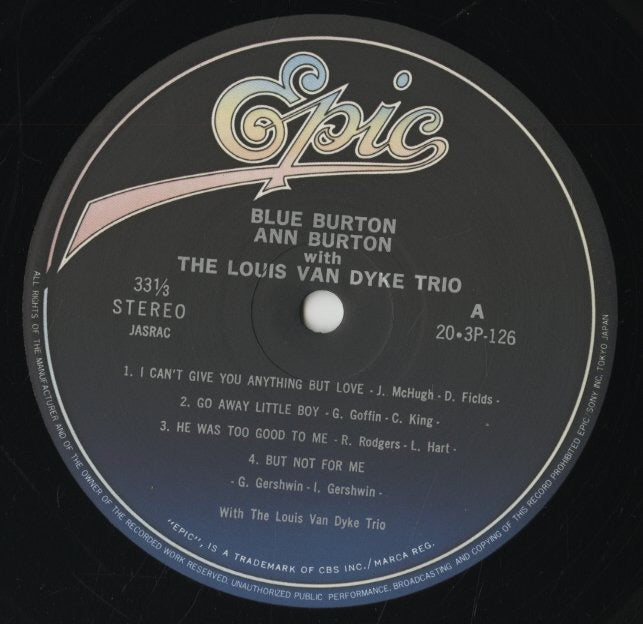 Epic
BLUE BURTON
ANN BURTON
with
THE LOUIS VAN DYKE TRIO
33⅓
STEREO
JASRAC
A
20•3P-126
1. I CAN'T GIVE YOU ANYTHING BUT LOVE - J. McHugh - D. Fields -
2. GO AWAY LITTLE BOY - G. Goffin - C. King -
3. HE WAS TOO GOOD TO ME - R. Rodgers - L. Hart -
4. BUT NOT FOR ME
- G. Gershwin - I. Gershwin -
With The Louis Van Dyke Trio
"EPIC", IS A TRADEMARK OF CBS INC./MARCA REG.
ALL RIGHTS OF THE MANUFACTURER AND OF THE OWNER OF THE RECORDED WORK RESERVED. UNAUTHORIZED PUBLIC PERFORMANCE, BROADCASTING AND COPYING OF THIS RECORD PROHIBITED EPIC/SONY INC. TOKYO JAPAN